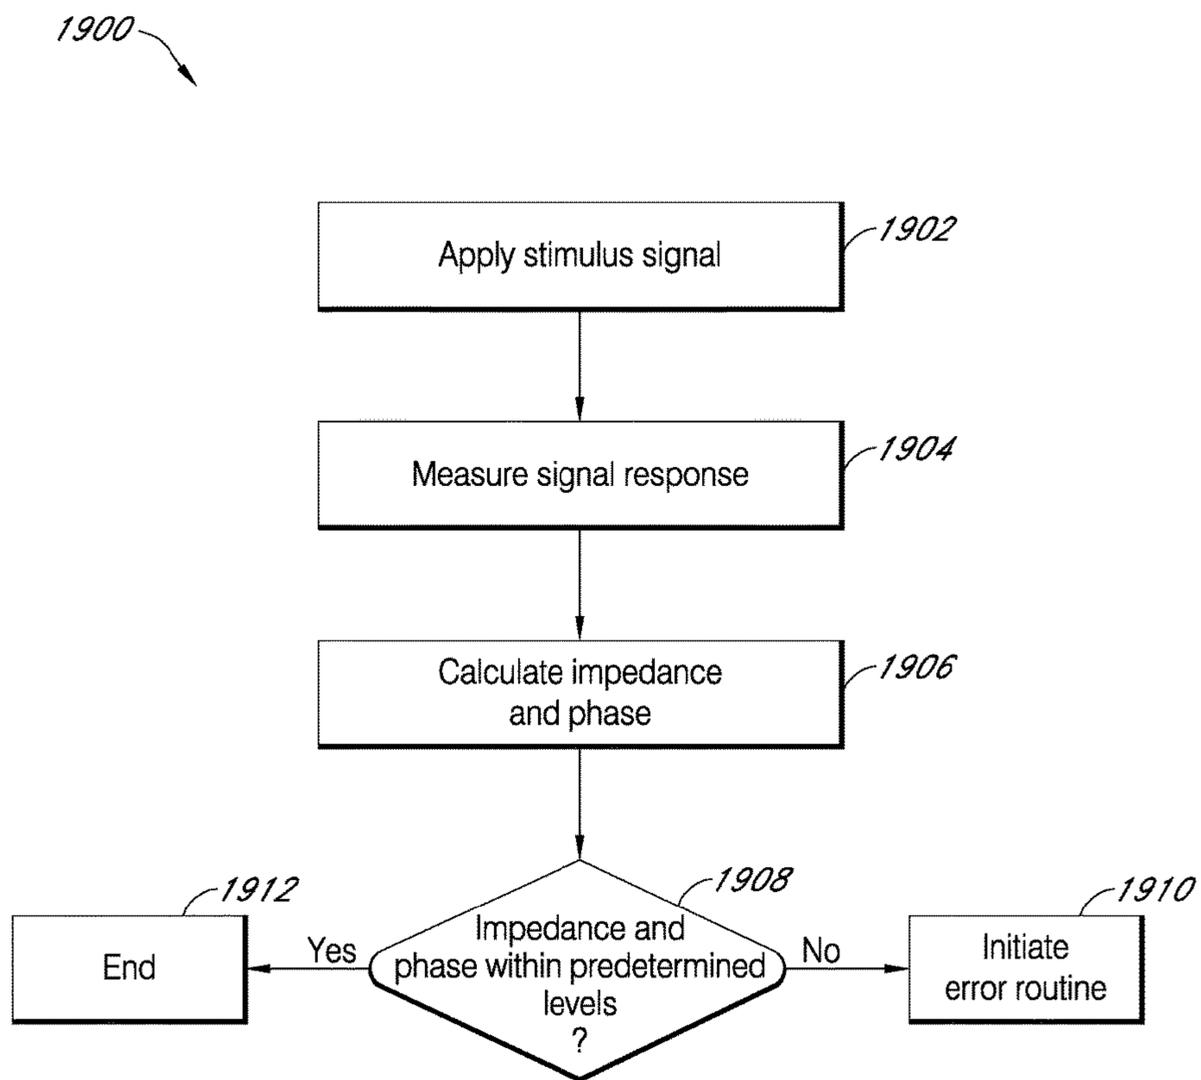 1900
Apply stimulus signal
1902
Measure signal response
1904
Calculate impedance
and phase
1906
1912
End
Yes
1908
Impedance and
phase within predetermined
levels
?
No
1910
Initiate
error routine